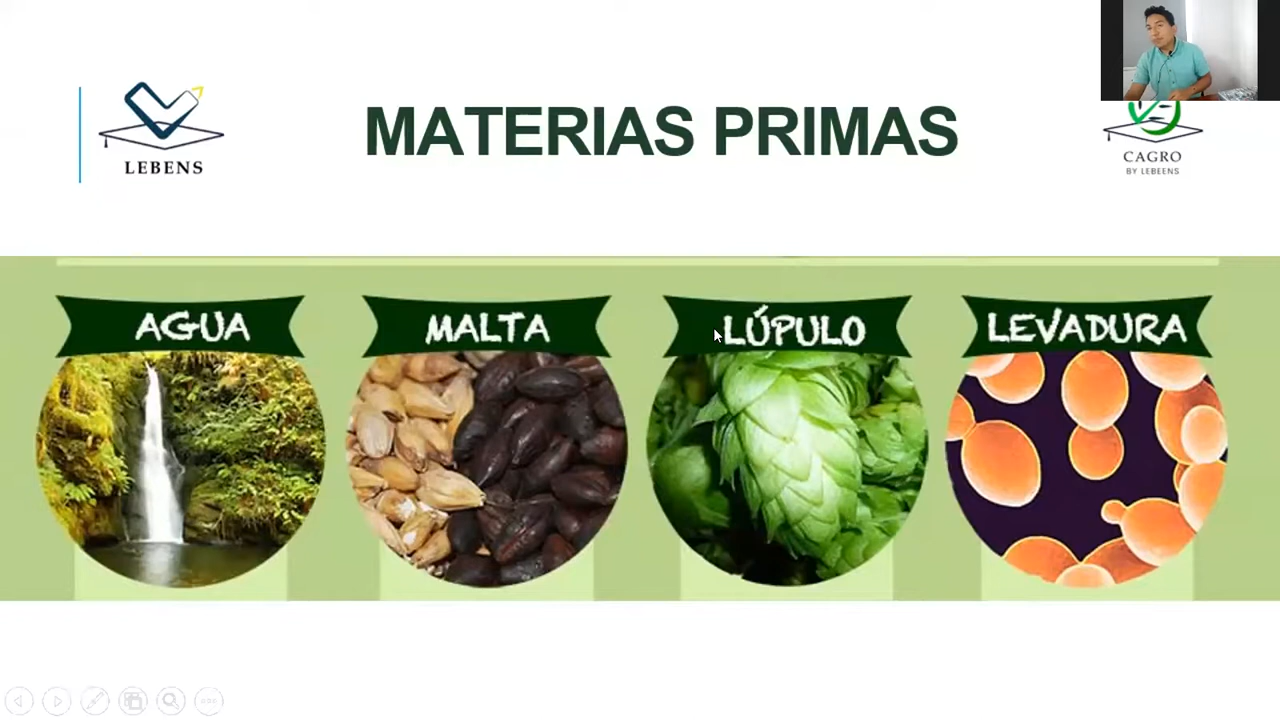 LEBENS
MATERIAS PRIMAS
CAGRO
BY LEBEENS
AGUA
MALTA
LÚPULO
LEVADURA